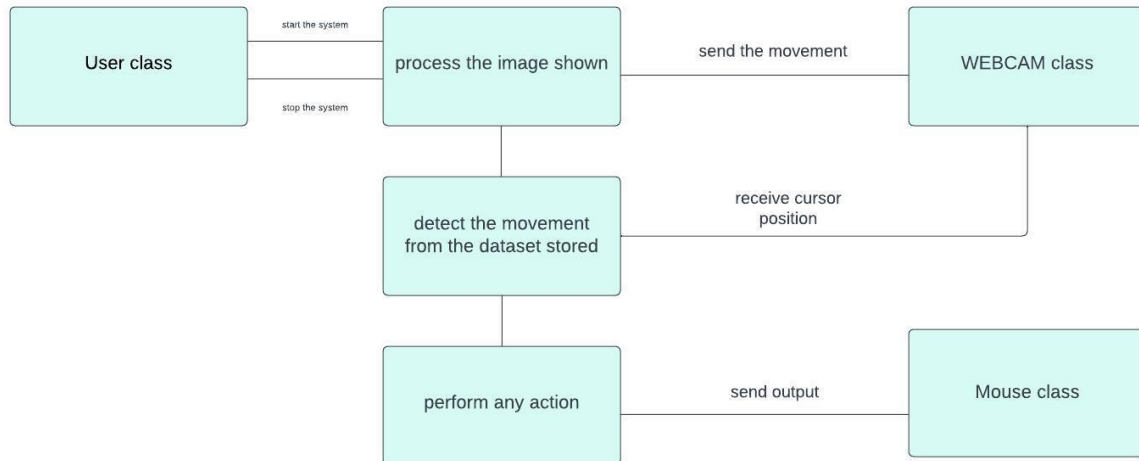 start the system
User class
process the image shown
send the movement
WEBCAM class
stop the system
detect the movement
from the dataset stored
receive cursor
position
perform any action
send output
Mouse class